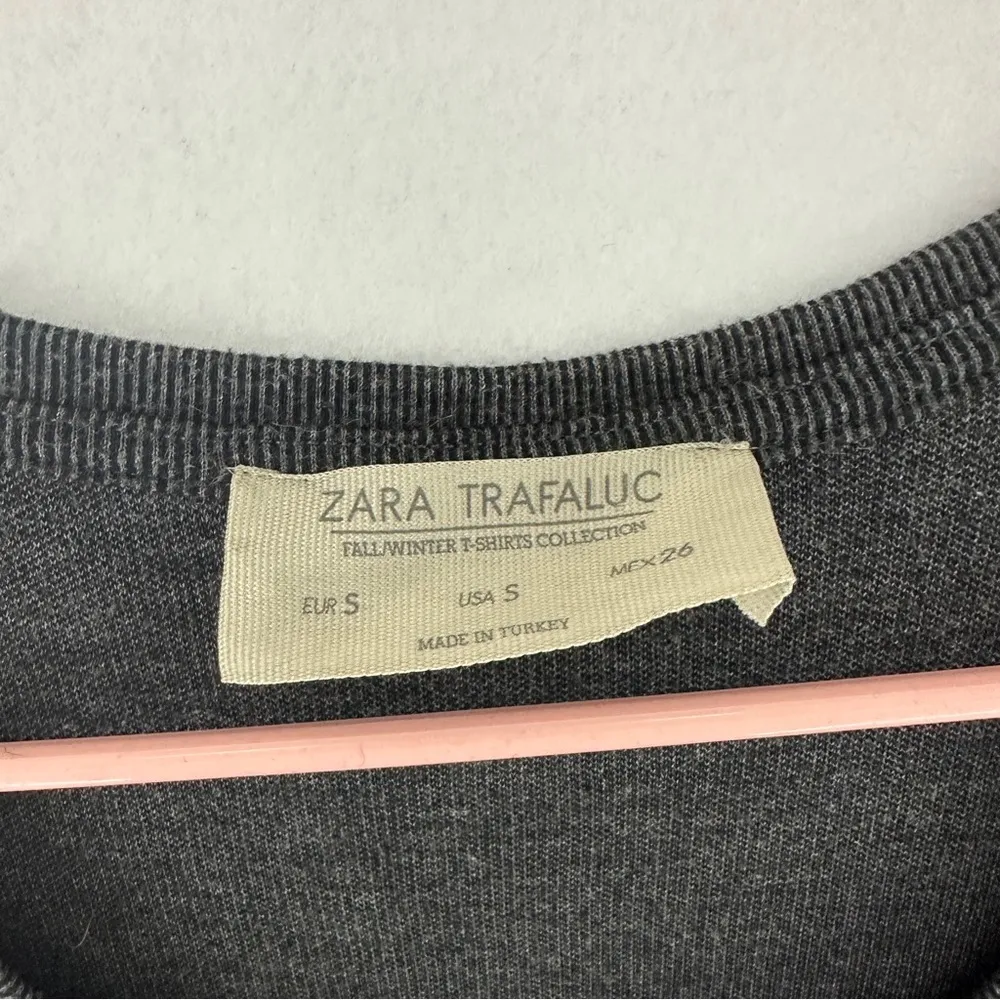 ZARA TRAFALUC
FALL/WINTER T-SHIRTS COLLECTION
EUR S USA S MEX 26
MADE IN TURKEY